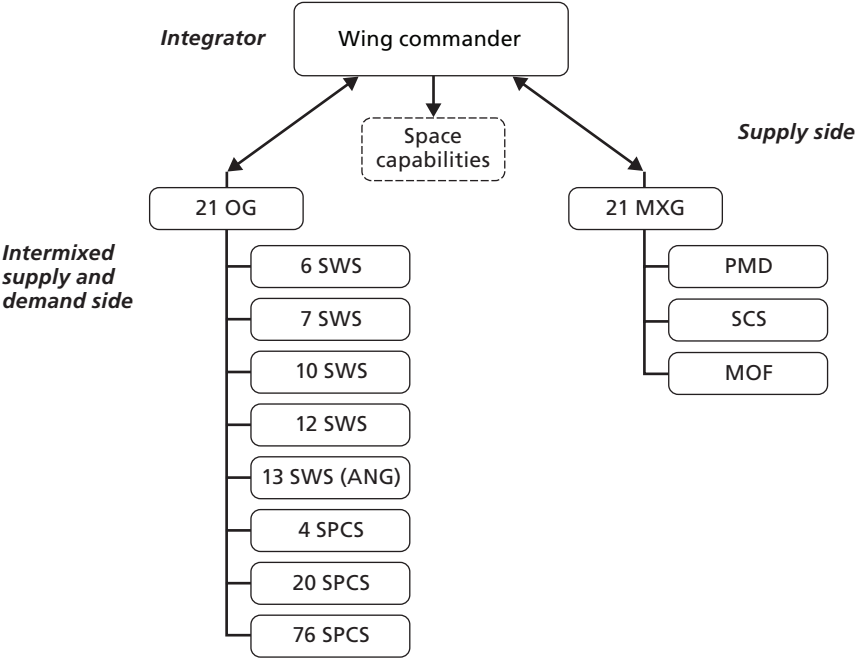 Integrator
Wing commander
Space
capabilities
Supply side
21 OG
21 MXG
Intermixed
supply and
demand side
6 SWS
7 SWS
10 SWS
12 SWS
13 SWS (ANG)
4 SPCS
20 SPCS
76 SPCS
PMD
SCS
MOF